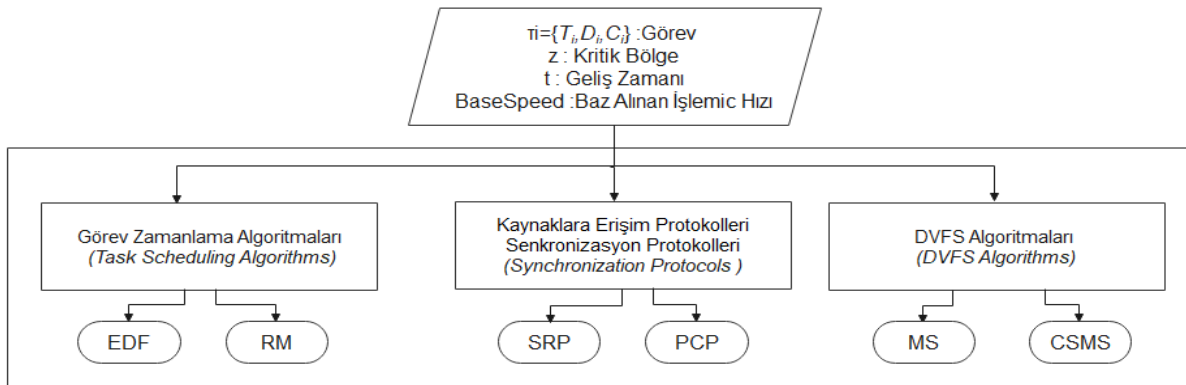 τi={Ti,Di,Ci} :Görev
z : Kritik Bölge
t : Geliş Zamanı
BaseSpeed :Baz Alınan İşlemic Hızı
Görev Zamanlama Algoritmaları
(Task Scheduling Algorithms)
Kaynaklara Erişim Protokolleri
Senkronizasyon Protokolleri
(Synchronization Protocols )
DVFS Algoritmaları
(DVFS Algorithms)
EDF
RM
SRP
PCP
MS
CSMS